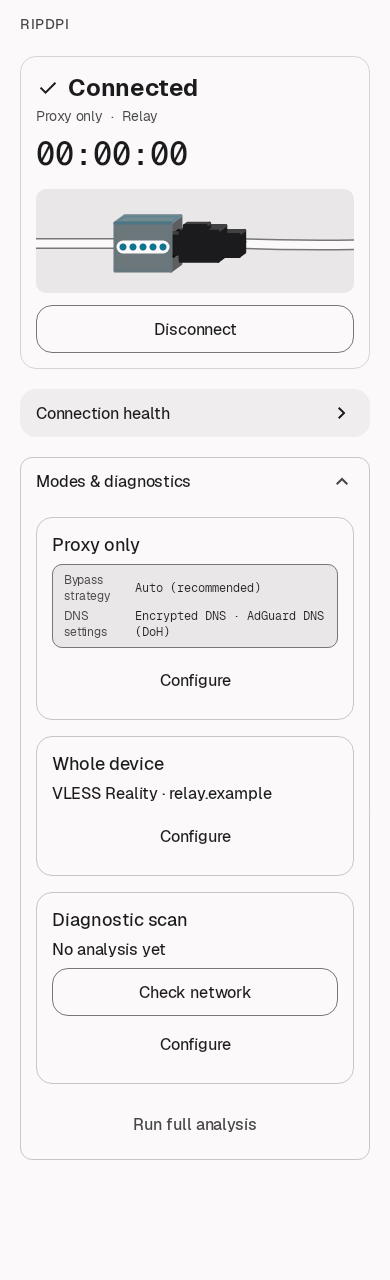 RIPDPI
Connected
Proxy only · Relay
00:00:00
Disconnect
Connection health
Modes & diagnostics
Proxy only
Bypass strategy
Auto (recommended)
DNS settings
Encrypted DNS · AdGuard DNS (DoH)
Configure
Whole device
VLESS Reality · relay.example
Configure
Diagnostic scan
No analysis yet
Check network
Configure
Run full analysis